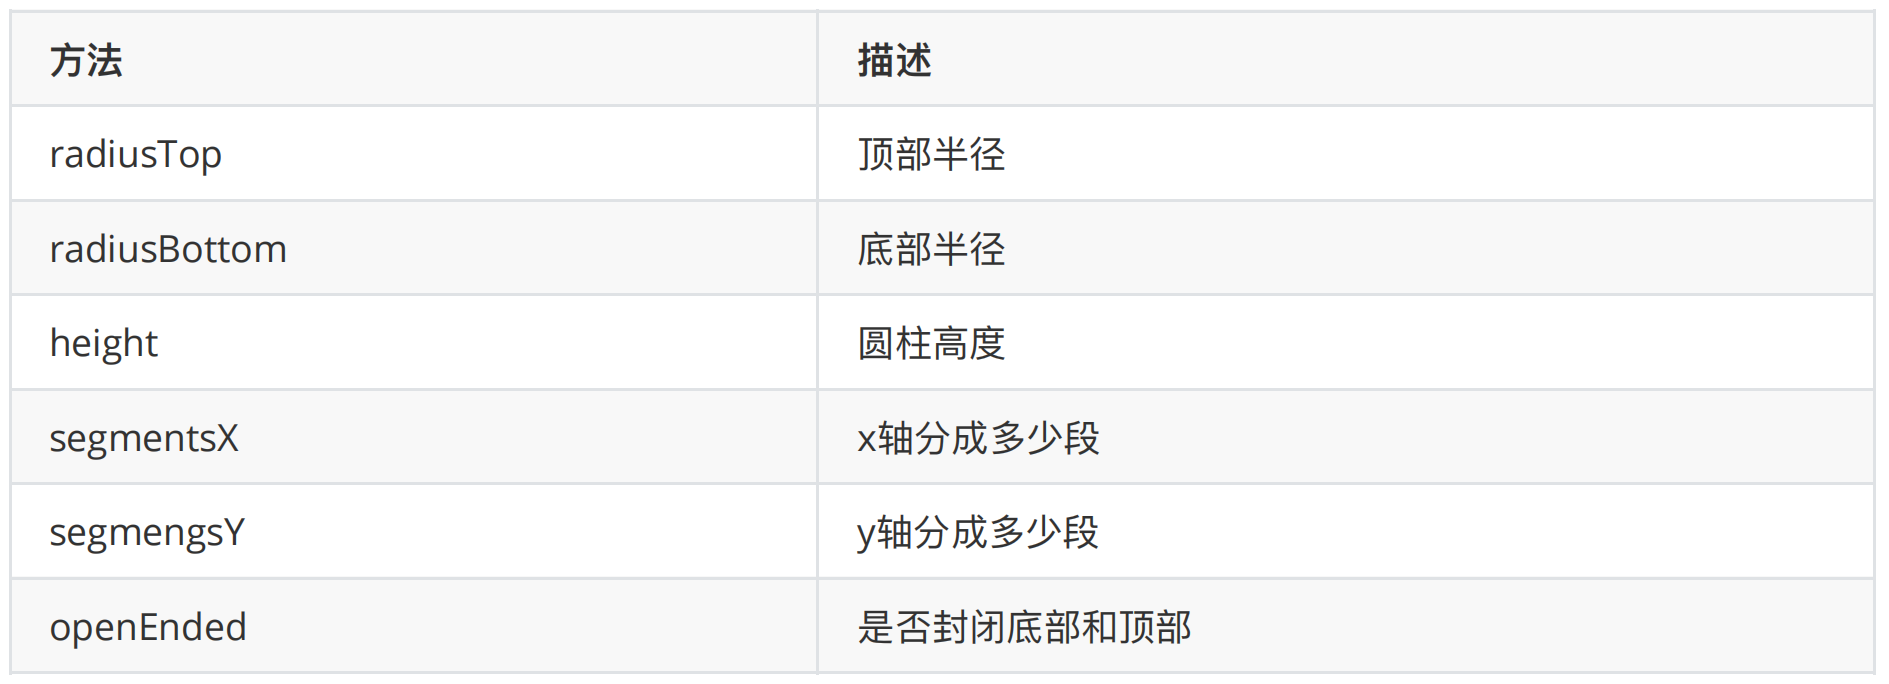 方法 描述
radiusTop 顶部半径
radiusBottom 底部半径
height 圆柱高度
segmentsX x轴分成多少段
segmengsY y轴分成多少段
openEnded 是否封闭底部和顶部